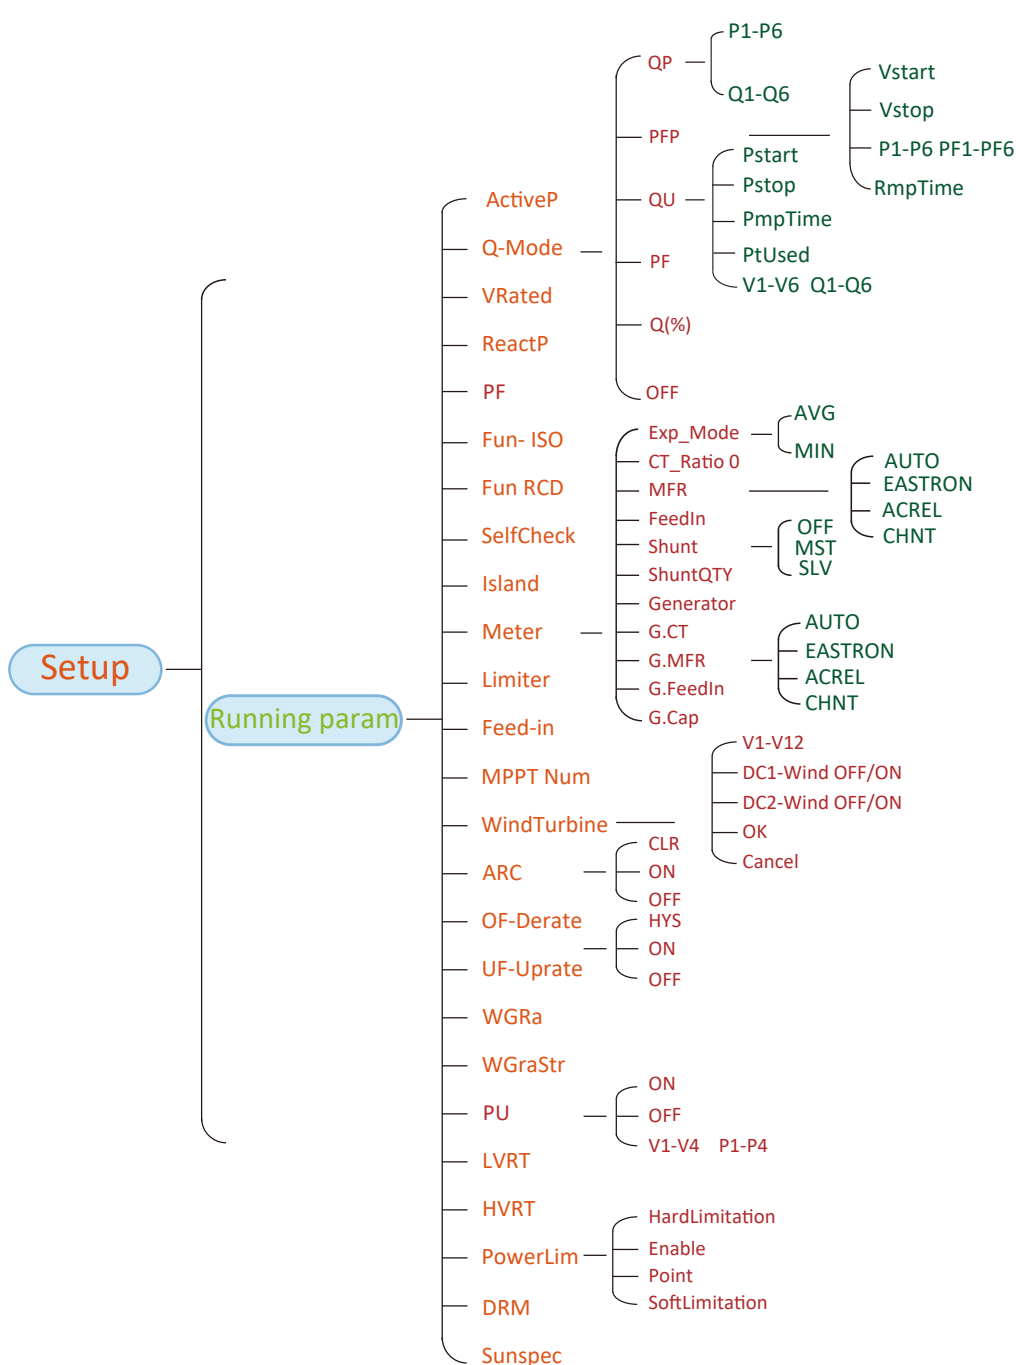 Setup
Running param
ActiveP
Q-Mode
VRated
ReactP
PF
Fun- ISO
Fun RCD
SelfCheck
Island
Meter
Limiter
Feed-in
MPPT Num
WindTurbine
ARC
OF-Derate
UF-Uprate
WGRa
WGraStr
PU
LVRT
HVRT
PowerLim
DRM
Sunspec
QP
PFP
QU
PF
Q(%)
OFF
P1-P6
Q1-Q6
Vstart
Vstop
P1-P6 PF1-PF6
RmpTime
Pstart
Pstop
PmpTime
PtUsed
V1-V6 Q1-Q6
Exp_Mode
CT_Ratio 0
MFR
FeedIn
Shunt
ShuntQTY
Generator
G.CT
G.MFR
G.FeedIn
G.Cap
AVG
MIN
AUTO
EASTRON
ACREL
CHNT
OFF
MST
SLV
AUTO
EASTRON
ACREL
CHNT
V1-V12
DC1-Wind OFF/ON
DC2-Wind OFF/ON
OK
Cancel
CLR
ON
OFF
HYS
ON
OFF
ON
OFF
V1-V4 P1-P4
HardLimitation
Enable
Point
SoftLimitation